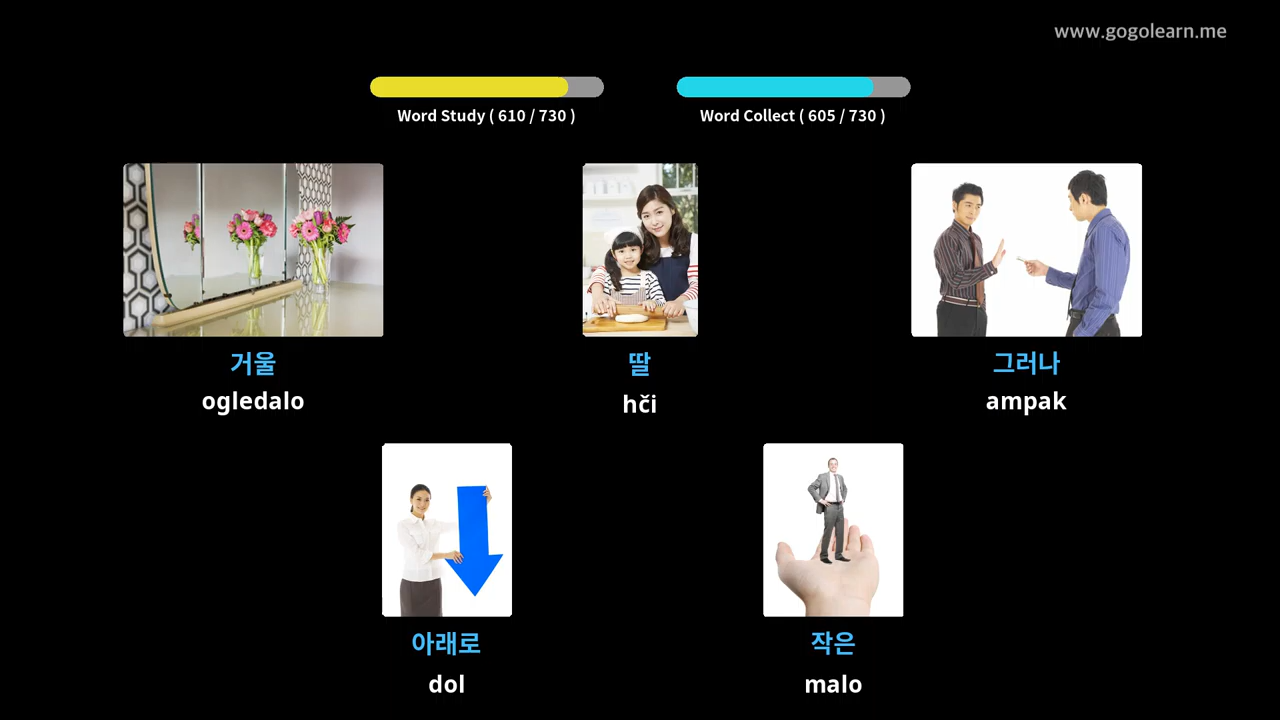 www.gogolearn.me
Word Study ( 610 / 730 )
Word Collect ( 605 / 730 )
거울
ogledalo
딸
hči
그러나
ampak
아래로
dol
작은
malo